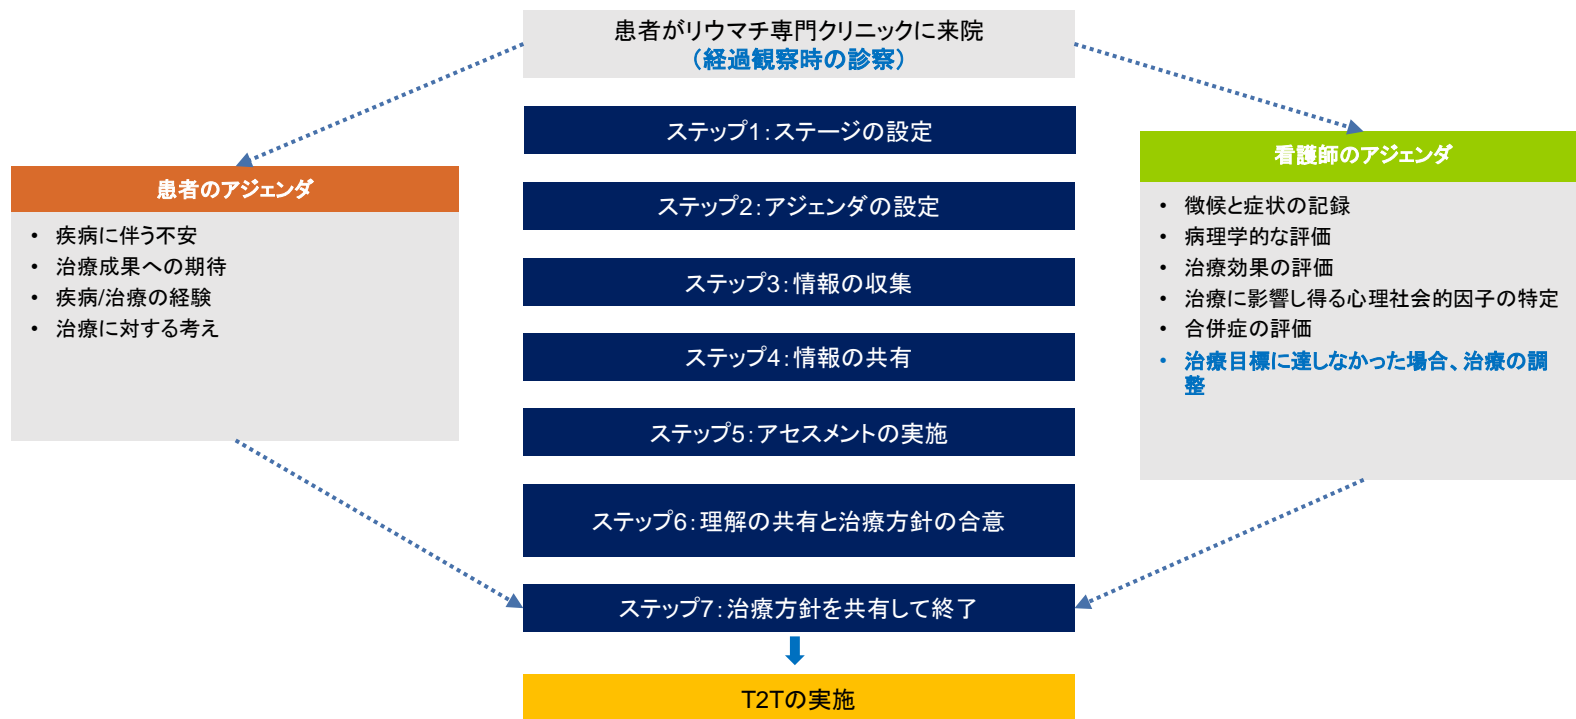 患者がリウマチ専門クリニックに来院
（経過観察時の診察）
ステップ1：ステージの設定
ステップ2：アジェンダの設定
ステップ3：情報の収集
ステップ4：情報の共有
ステップ5：アセスメントの実施
ステップ6：理解の共有と治療方針の合意
ステップ7：治療方針を共有して終了
T2Tの実施
患者のアジェンダ
• 疾病に伴う不安
• 治療成果への期待
• 疾病/治療の経験
• 治療に対する考え
看護師のアジェンダ
• 徴候と症状の記録
• 病理学的な評価
• 治療効果の評価
• 治療に影響し得る心理社会的因子の特定
• 合併症の評価
• 治療目標に達しなかった場合、治療の調
整